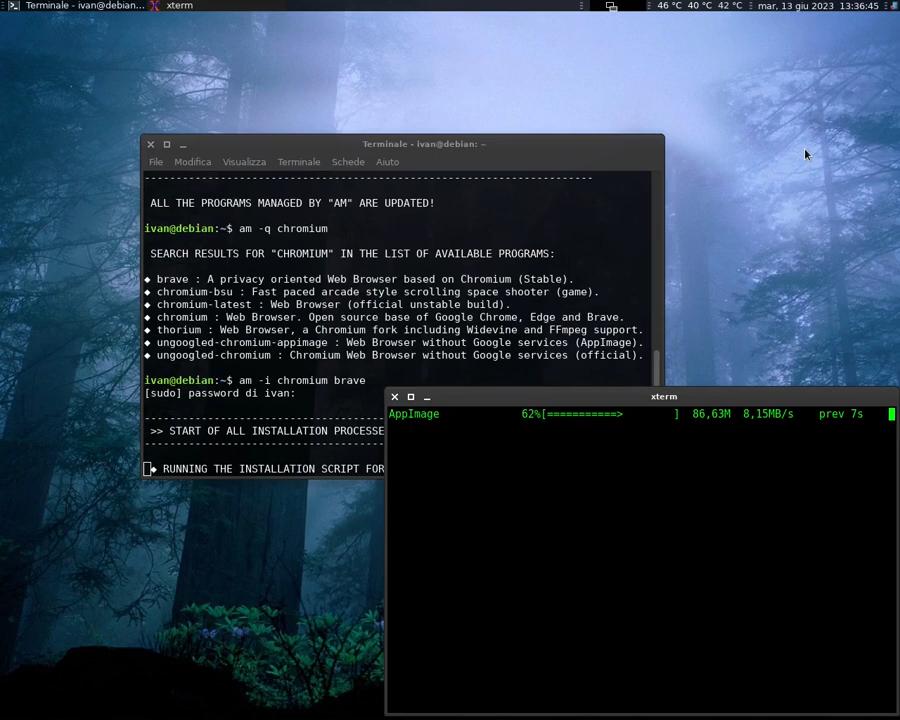 Terminale - ivan@debian...
xterm
46 °C 40 °C 42 °C
mar, 13 giu 2023 13:36:45
Terminale - ivan@debian: ~
File Modifica Visualizza Terminale Schede Aiuto
--------------------------------------------------------------------
ALL THE PROGRAMS MANAGED BY "AM" ARE UPDATED!
ivan@debian:~$ am -q chromium
SEARCH RESULTS FOR "CHROMIUM" IN THE LIST OF AVAILABLE PROGRAMS:
◆ brave : A privacy oriented Web Browser based on Chromium (Stable).
◆ chromium-bsu : Fast paced arcade style scrolling space shooter (game).
◆ chromium-latest : Web Browser (official unstable build).
◆ chromium : Web Browser. Open source base of Google Chrome, Edge and Brave.
◆ thorium : Web Browser, a Chromium fork including Widevine and FFmpeg support.
◆ ungoogled-chromium-appimage : Web Browser without Google services (AppImage).
◆ ungoogled-chromium : Chromium Web Browser without Google services (official).
ivan@debian:~$ am -i chromium brave
[sudo] password di ivan:
--------------------------------------
>> START OF ALL INSTALLATION PROCESSE
--------------------------------------
◆ RUNNING THE INSTALLATION SCRIPT FOR
xterm
AppImage 62%[===========> ] 86,63M 8,15MB/s prev 7s